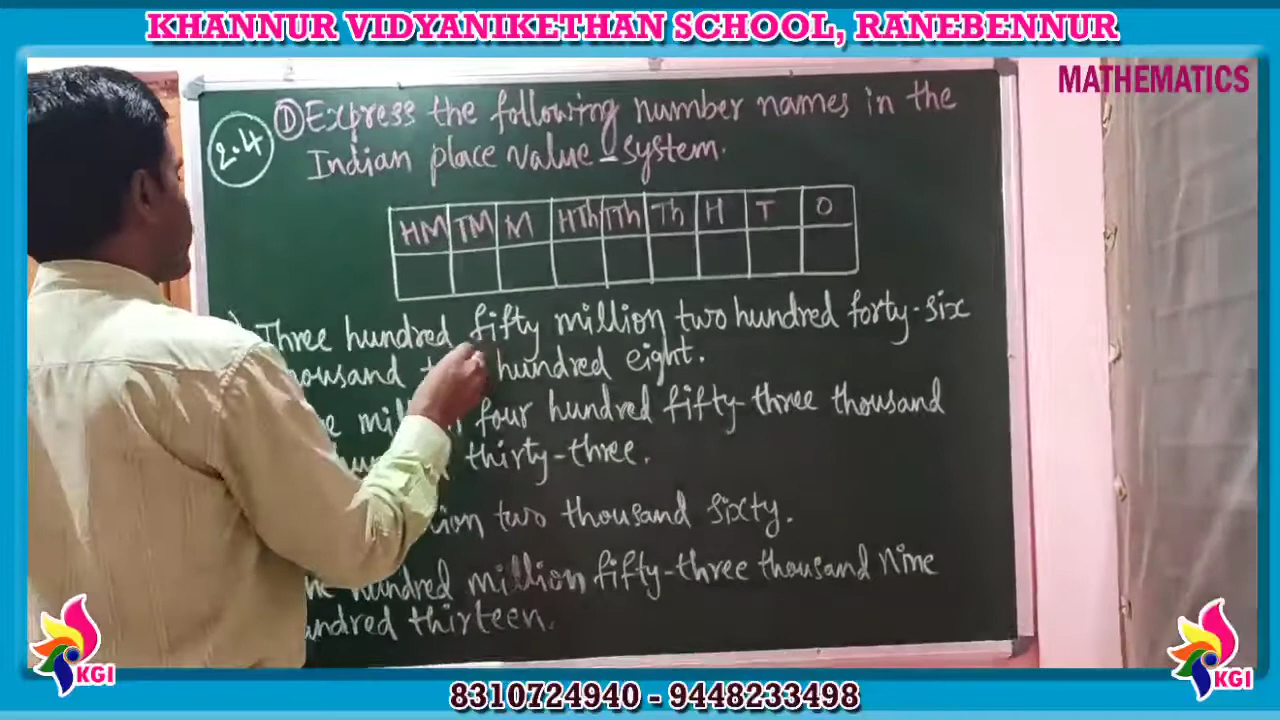 KHANNUR VIDYANIKETHAN SCHOOL, RANEBENNUR
MATHEMATICS
2.4
D Express the following number names in the
Indian place value - system.
HM TM M HTh TTh Th H T O
Three hundred fifty million two hundred forty-six
hundred eight.
four hundred fifty-three thousand
thirty-three.
two thousand sixty.
hundred million fifty-three thousand nine
thirteen.
KGI
KGI
8310724940 - 9448233498